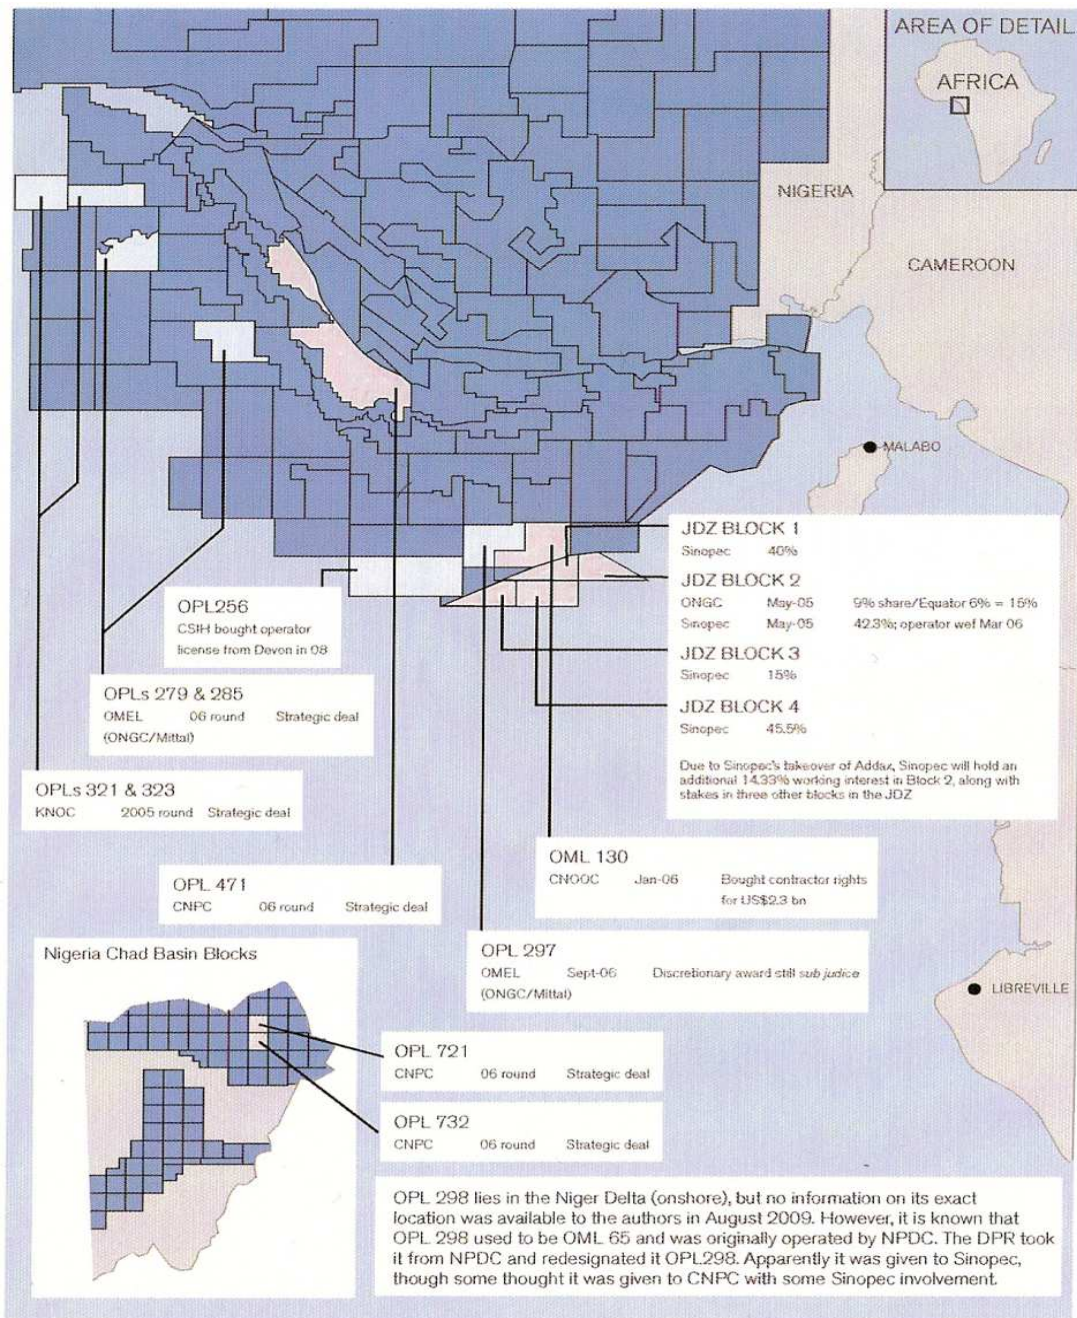 AREA OF DETAIL
AFRICA
NIGERIA
CAMEROON
MALABO
JDZ BLOCK 1
Sinopec 40%
JDZ BLOCK 2
ONGC May-05 9% share/Equator 6% = 15%
Sinopec May-05 42.3%; operator wef Mar 06
JDZ BLOCK 3
Sinopec 15%
JDZ BLOCK 4
Sinopec 45.5%
Due to Sinopec's takeover of Addax, Sinopec will hold an
additional 14.33% working interest in Block 2, along with
stakes in three other blocks in the JDZ
OPL256
CSIH bought operator
license from Devon in 08
OPLs 279 & 285
OMEL 06 round Strategic deal
(ONGC/Mittal)
OPLs 321 & 323
KNOC 2005 round Strategic deal
OPL 471
CNPC 06 round Strategic deal
OML 130
CNOOC Jan-06 Bought contractor rights
for US$2.3 bn
OPL 297
OMEL Sept-06 Discretionary award still sub judice
(ONGC/Mittal)
LIBREVILLE
Nigeria Chad Basin Blocks
OPL 721
CNPC 06 round Strategic deal
OPL 732
CNPC 06 round Strategic deal
OPL 298 lies in the Niger Delta (onshore), but no information on its exact
location was available to the authors in August 2009. However, it is known that
OPL 298 used to be OML 65 and was originally operated by NPDC. The DPR took
it from NPDC and redesignated it OPL298. Apparently it was given to Sinopec,
though some thought it was given to CNPC with some Sinopec involvement.